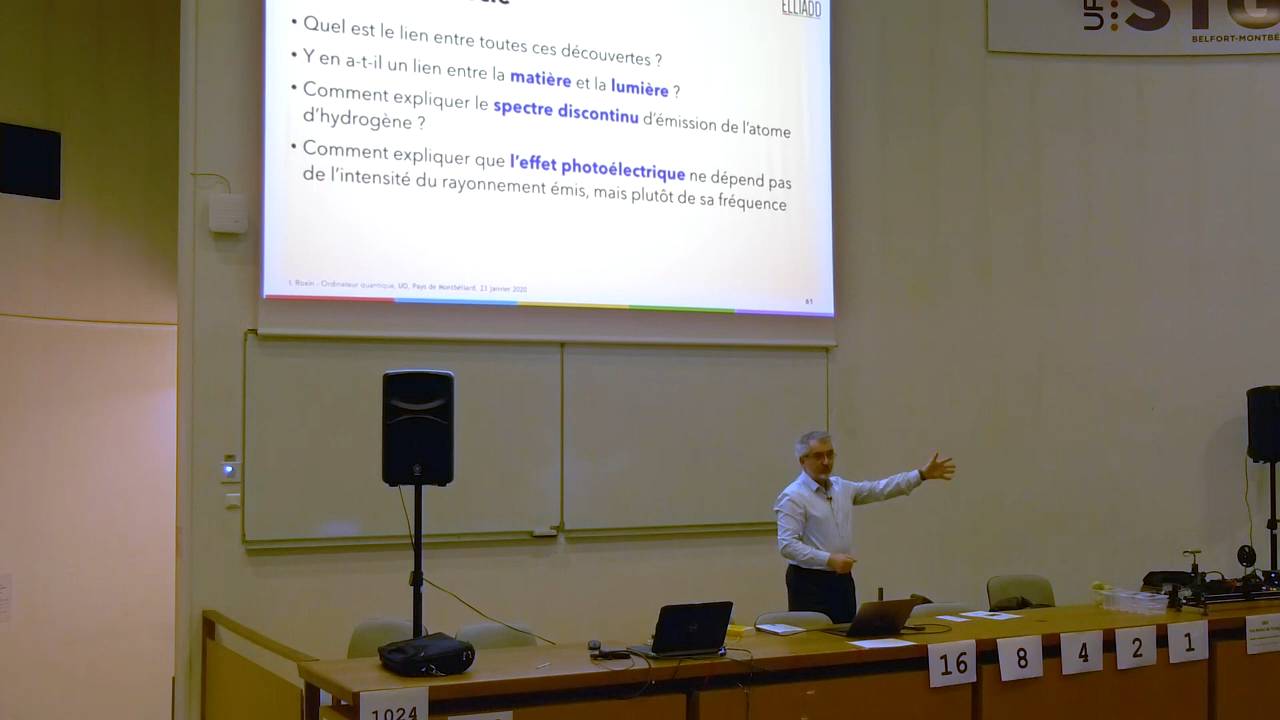 ELLIADD
• Quel est le lien entre toutes ces découvertes ?
• Y en a-t-il un lien entre la matière et la lumière ?
• Comment expliquer le spectre discontinu d'émission de l'atome
d'hydrogène ?
• Comment expliquer que l'effet photoélectrique ne dépend pas
de l'intensité du rayonnement émis, mais plutôt de sa fréquence
I. Roxin - Ordinateur quantique, UO, Pays de Montbéliard, 23 janvier 2020
61
STG
BELFORT-MONTBÉ
1024
16
8
4
2
1